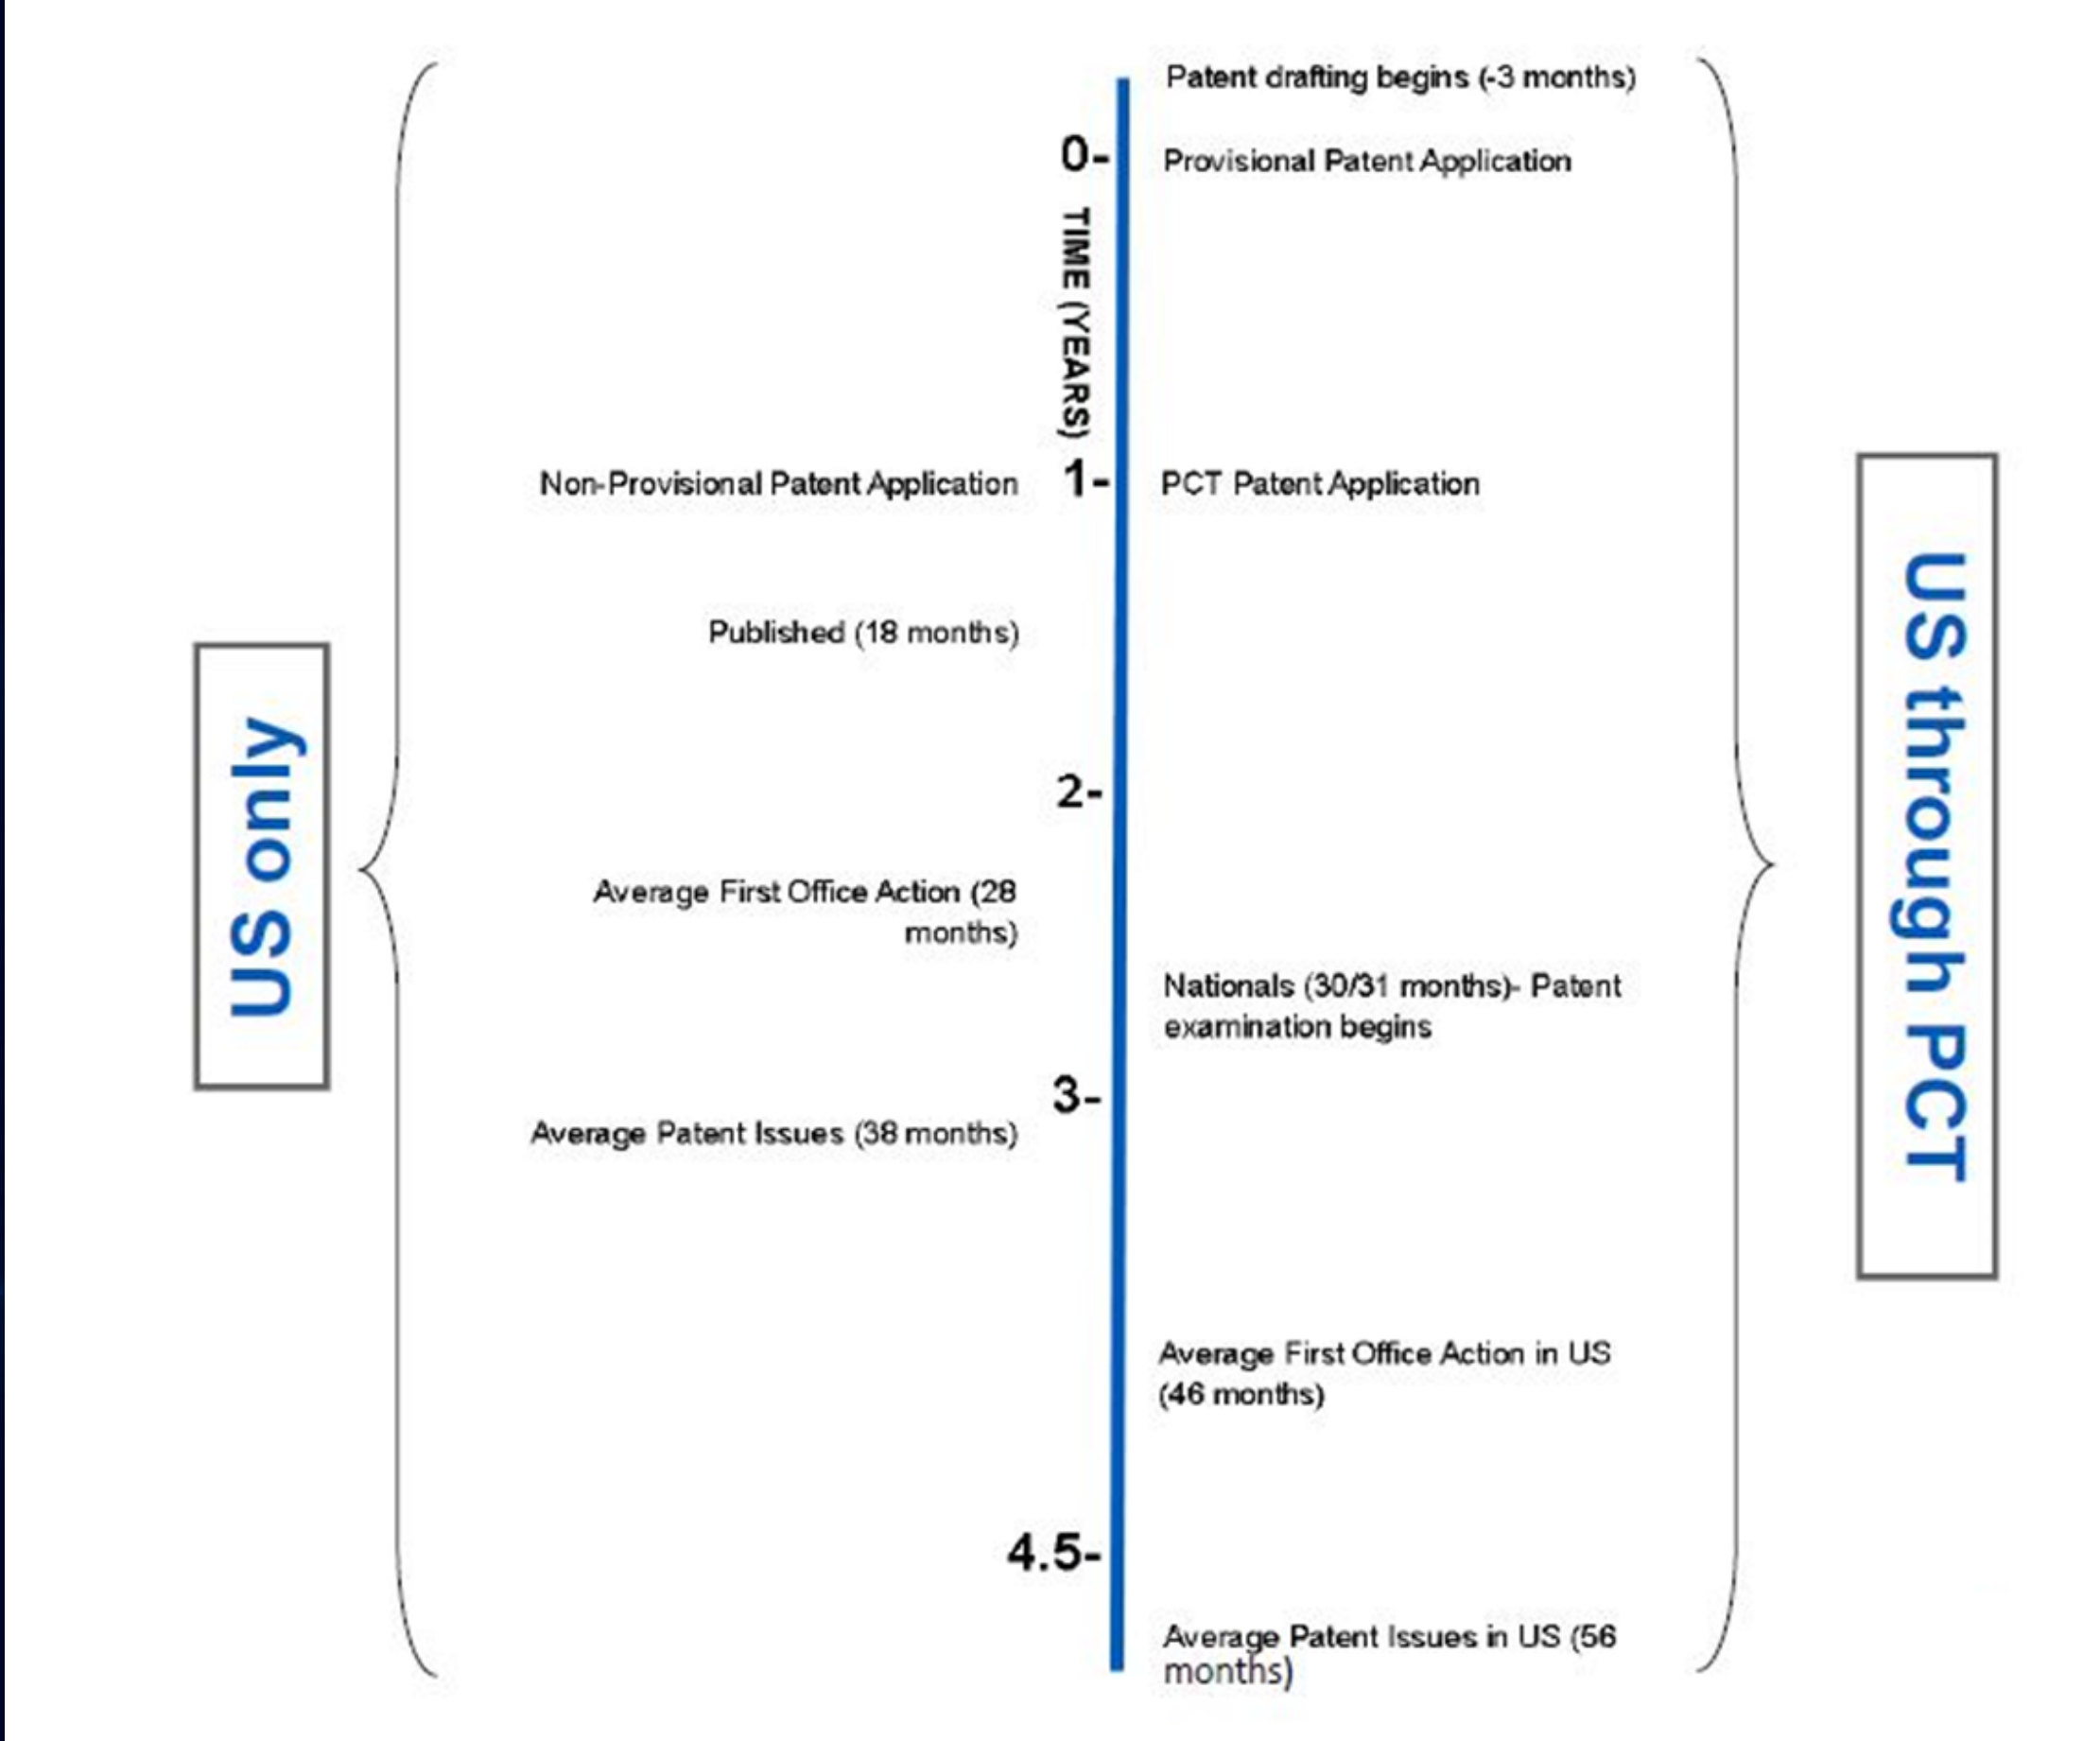 Patent drafting begins (-3 months)
0-
Provisional Patent Application
TIME (YEARS)
Non-Provisional Patent Application
1-
PCT Patent Application
Published (18 months)
US only
US through PCT
2-
Average First Office Action (28
months)
Nationals (30/31 months)- Patent
examination begins
3-
Average Patent Issues (38 months)
Average First Office Action in US
(46 months)
4.5-
Average Patent Issues in US (56
months)